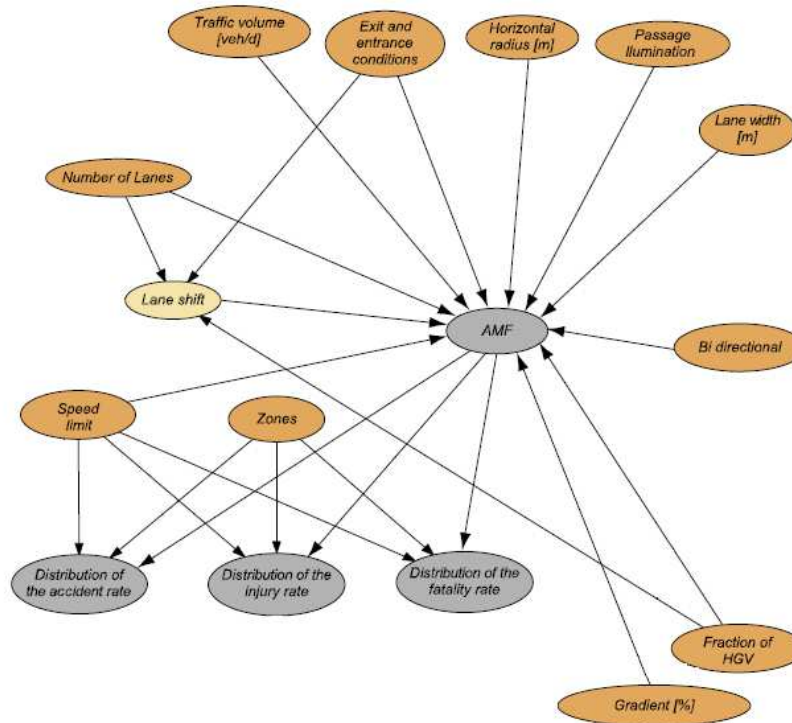 Traffic volume
[veh/d]
Exit and
entrance
conditions
Horizontal
radius [m]
Passage
Ilumination
Lane width
[m]
Number of Lanes
Lane shift
AMF
Bi directional
Speed
limit
Zones
Distribution of
the accident rate
Distribution of the
injury rate
Distribution of the
fatality rate
Fraction of
HGV
Gradient [%]